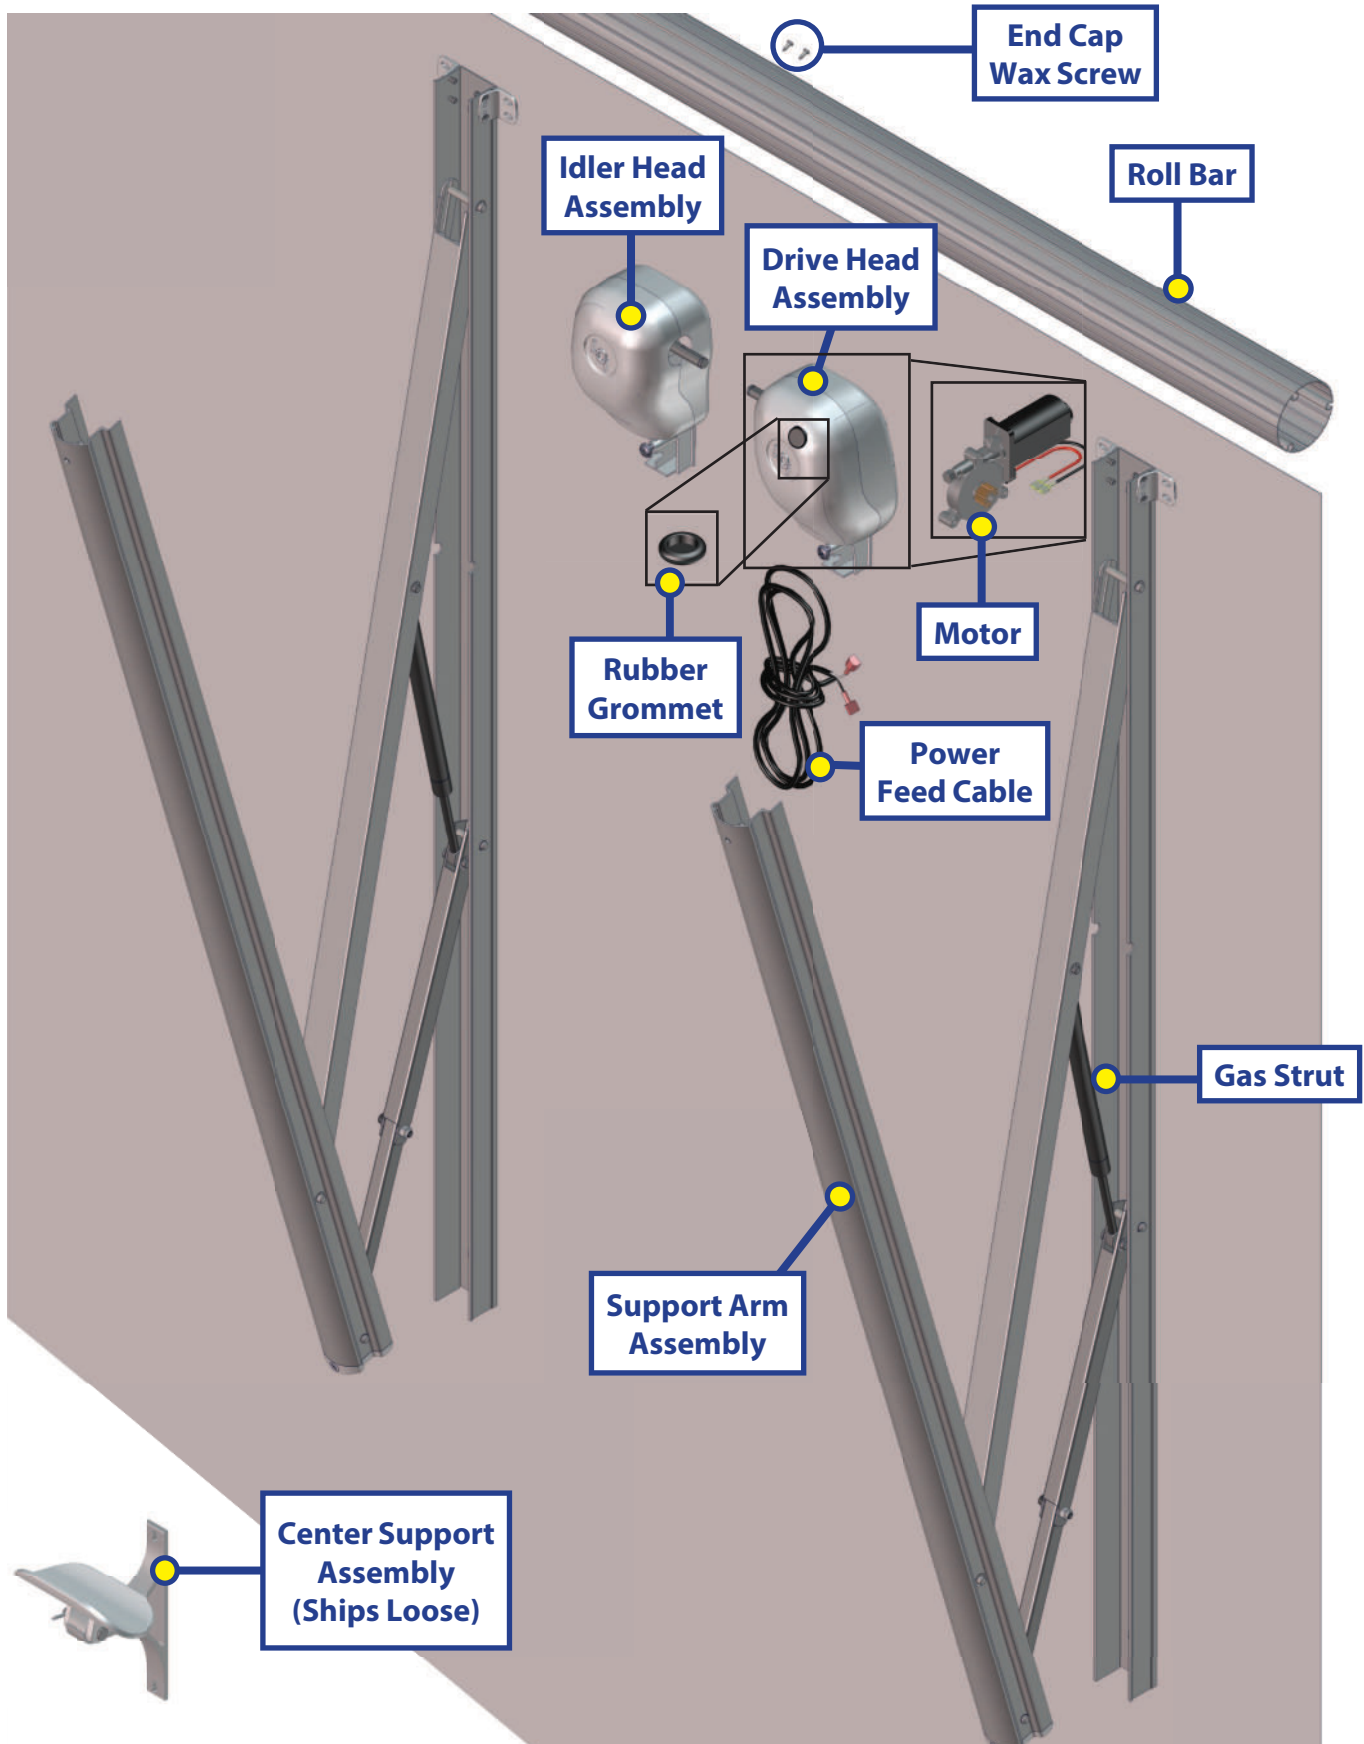 End Cap
Wax Screw
Roll Bar
Idler Head
Assembly
Drive Head
Assembly
Motor
Rubber
Grommet
Power
Feed Cable
Gas Strut
Support Arm
Assembly
Center Support
Assembly
(Ships Loose)